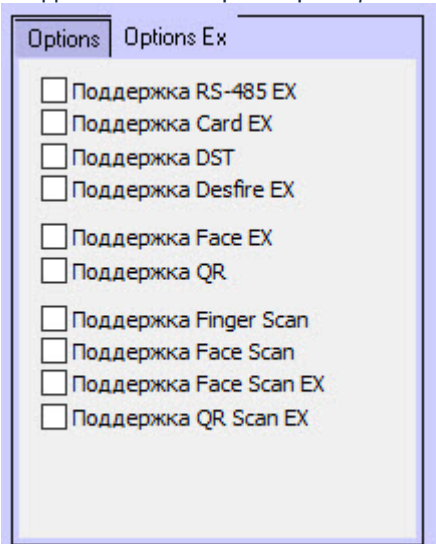 Options
Options Ex
Поддержка RS-485 EX
Поддержка Card EX
Поддержка DST
Поддержка Desfire EX
Поддержка Face EX
Поддержка QR
Поддержка Finger Scan
Поддержка Face Scan
Поддержка Face Scan EX
Поддержка QR Scan EX